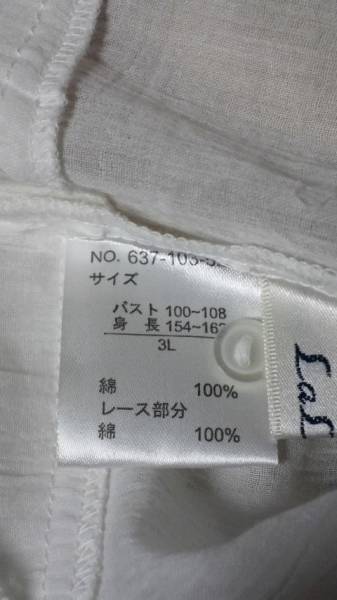 NO. 637-103-
サイズ
バスト 100~108
身 長 154~162
3L
綿 100%
レース部分
綿 100%